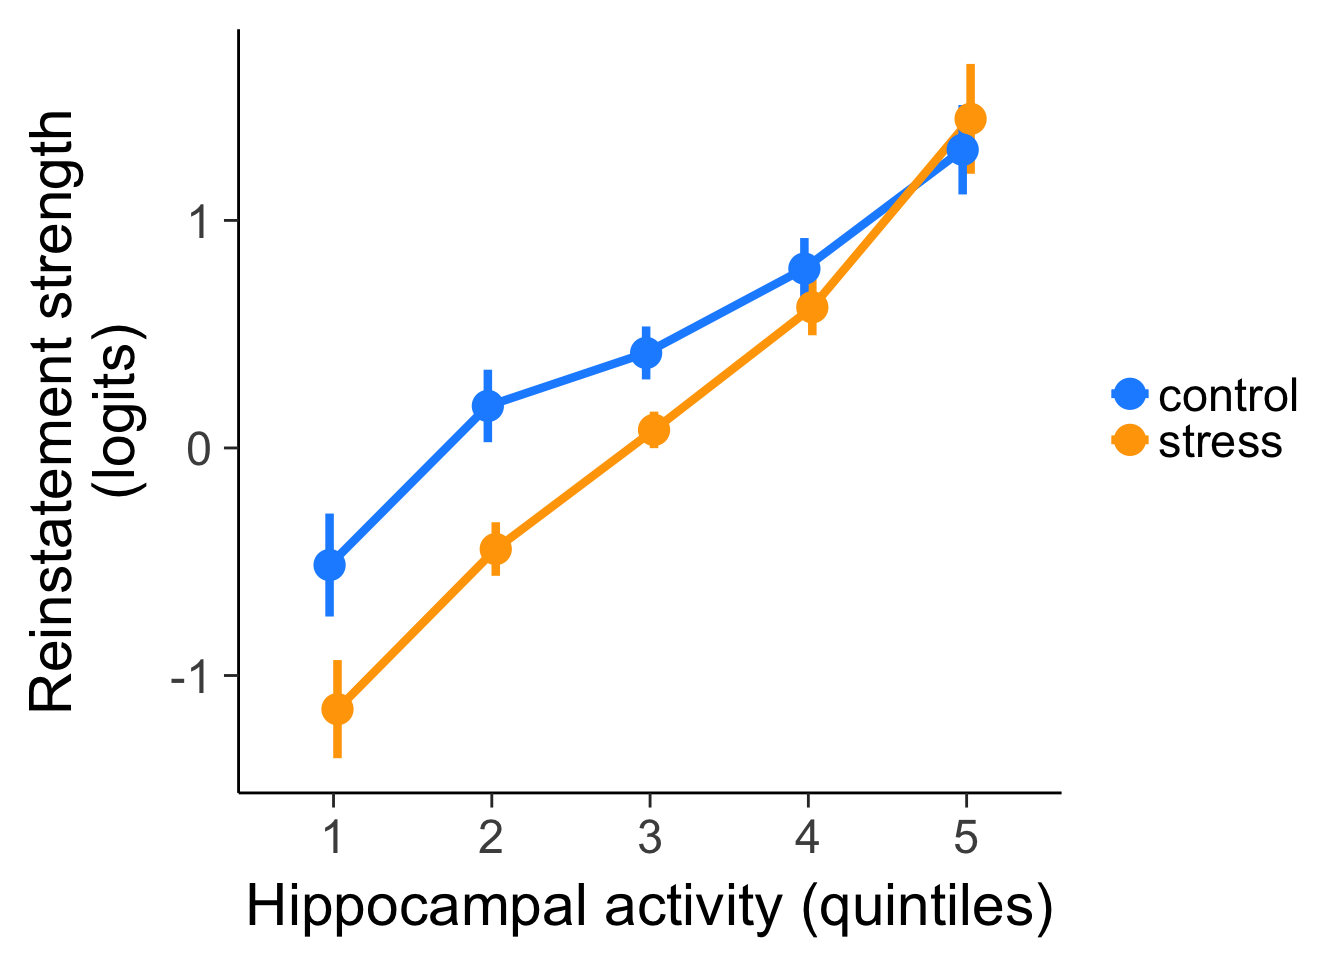 Reinstatement strength
(logits)
1
0
-1
1 2 3 4 5
Hippocampal activity (quintiles)
control
stress